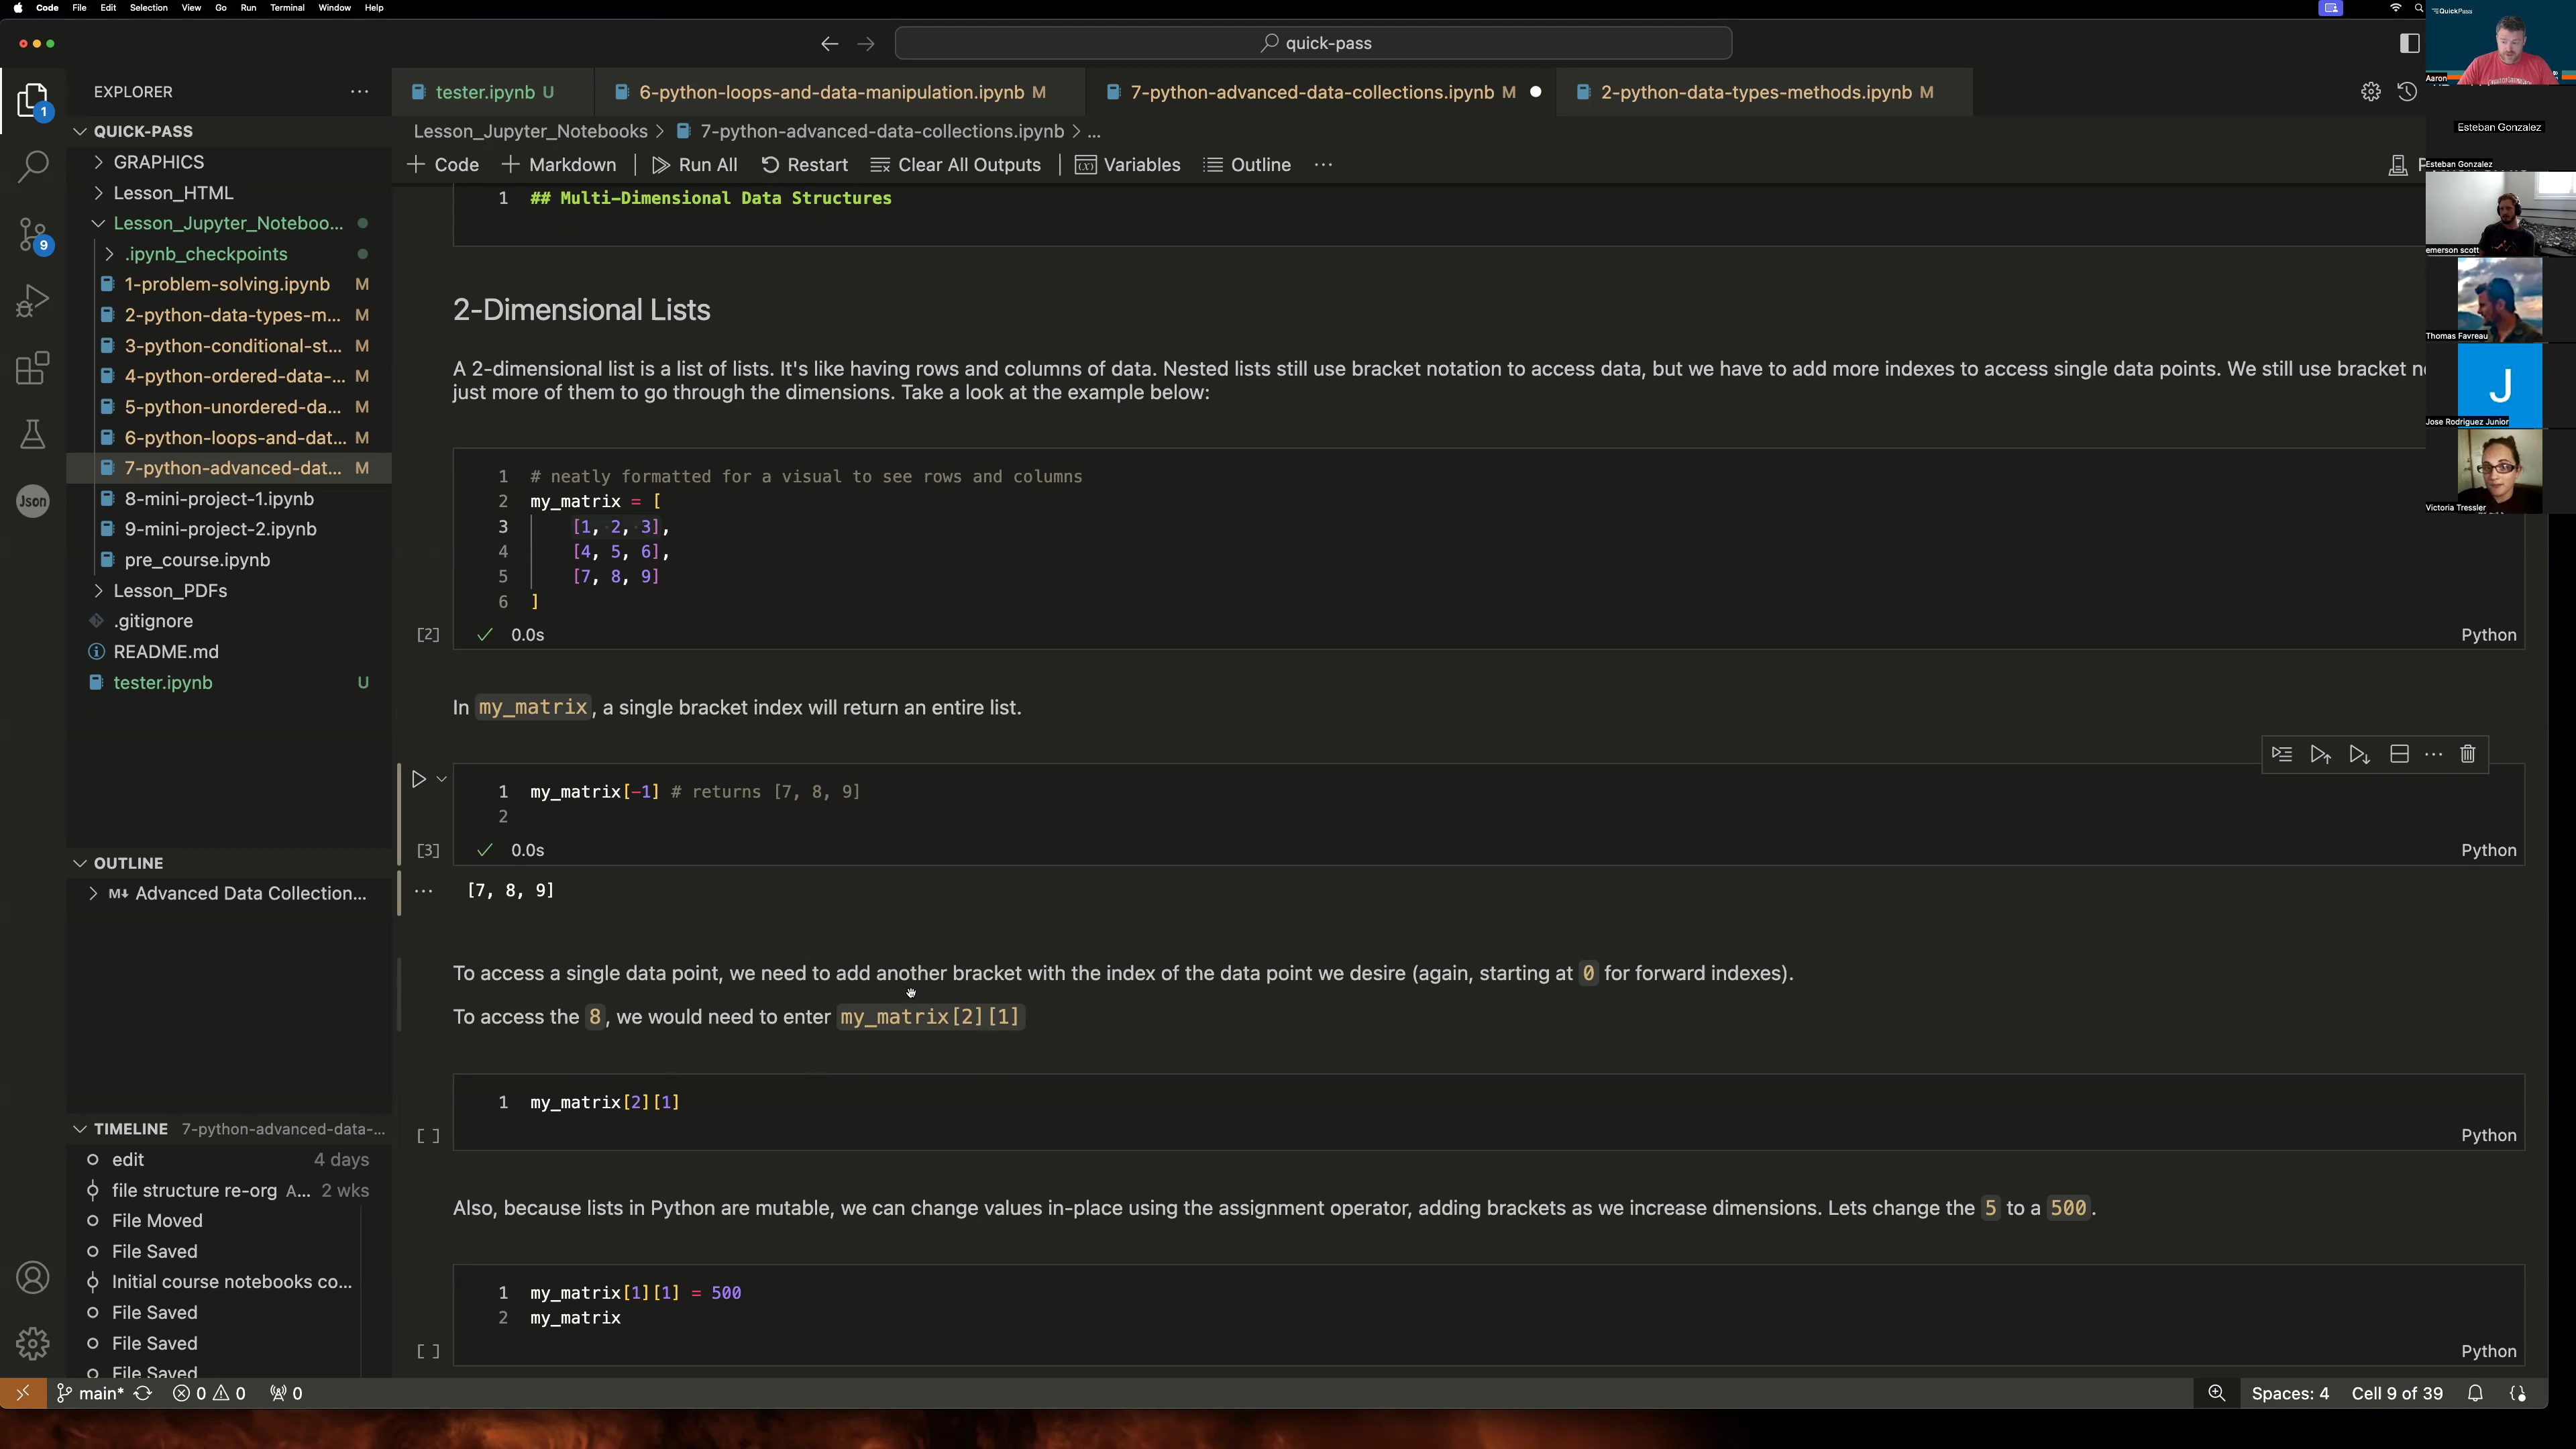 Code File Edit Selection View Go Run Terminal Window Help
quick-pass
EXPLORER
QUICK-PASS
GRAPHICS
Lesson_HTML
Lesson_Jupyter_Noteboo...
.ipynb_checkpoints
1-problem-solving.ipynb M
2-python-data-types-m... M
3-python-conditional-st... M
4-python-ordered-data-... M
5-python-unordered-da... M
6-python-loops-and-dat... M
7-python-advanced-dat... M
8-mini-project-1.ipynb
9-mini-project-2.ipynb
pre_course.ipynb
Lesson_PDFs
.gitignore
README.md
tester.ipynb U
1
9
Json
OUTLINE
M↓ Advanced Data Collection...
TIMELINE 7-python-advanced-data-...
edit 4 days
file structure re-org A... 2 wks
File Moved
File Saved
Initial course notebooks co...
File Saved
File Saved
File Saved
tester.ipynb U
6-python-loops-and-data-manipulation.ipynb M
7-python-advanced-data-collections.ipynb M
2-python-data-types-methods.ipynb M
Lesson_Jupyter_Notebooks > 7-python-advanced-data-collections.ipynb > ...
+ Code + Markdown Run All Restart Clear All Outputs Variables Outline ...
1 ## Multi-Dimensional Data Structures
2-Dimensional Lists
A 2-dimensional list is a list of lists. It's like having rows and columns of data. Nested lists still use bracket notation to access data, but we have to add more indexes to access single data points. We still use bracket
just more of them to go through the dimensions. Take a look at the example below:
1 # neatly formatted for a visual to see rows and columns
2 my_matrix = [
3 [1, 2, 3],
4 [4, 5, 6],
5 [7, 8, 9]
6 ]
[2] 0.0s
Python
In my_matrix, a single bracket index will return an entire list.
1 my_matrix[-1] # returns [7, 8, 9]
2
[3] 0.0s
Python
[7, 8, 9]
To access a single data point, we need to add another bracket with the index of the data point we desire (again, starting at 0 for forward indexes).
To access the 8, we would need to enter my_matrix[2][1]
1 my_matrix[2][1]
[ ]
Python
Also, because lists in Python are mutable, we can change values in-place using the assignment operator, adding brackets as we increase dimensions. Lets change the 5 to a 500.
1 my_matrix[1][1] = 500
2 my_matrix
[ ]
Python
main* 0 0 0
Spaces: 4 Cell 9 of 39
QuickPass
Aaron
Esteban Gonzalez
Esteban Gonzalez
emerson scott
Thomas Favreau
J
Jose Rodriguez Junior
Victoria Tressler